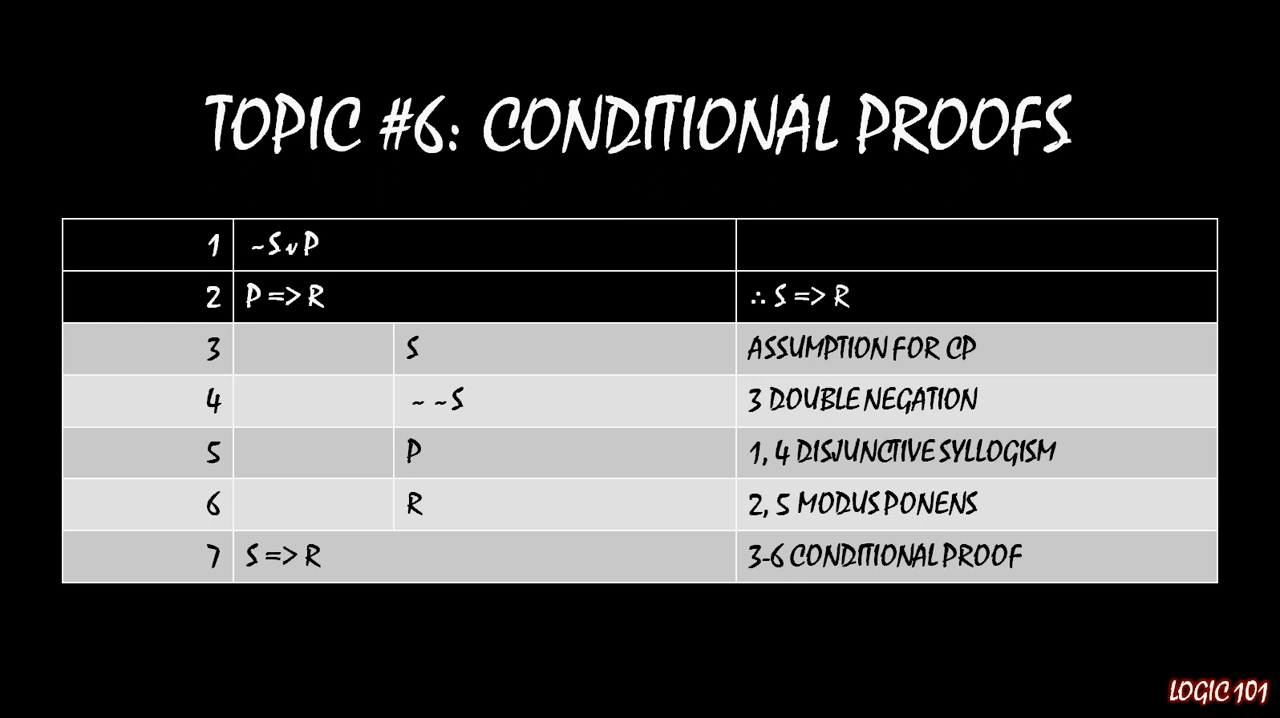 TOPIC #6: CONDITIONAL PROOFS
1 ~S v P
2 P => R ∴ S => R
3 S ASSUMPTION FOR CP
4 ~ ~S 3 DOUBLE NEGATION
5 P 1, 4 DISJUNCTIVE SYLLOGISM
6 R 2, 5 MODUS PONENS
7 S => R 3-6 CONDITIONAL PROOF
LOGIC 101